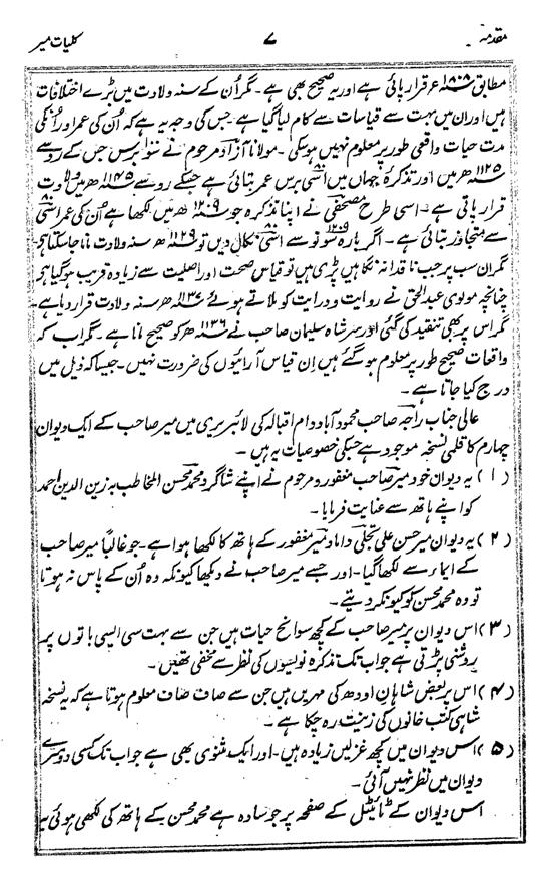 مقدمہ ۷ کلیات میر
مطابق ۱۸۰۸ء قرار پائی ہے اور یہ صحیح بھی ہے ۔ مگر اُن کے سنہ ولادت میں بڑے اختلافات
ہیں اور ان میں بہت سے قیاسات سے کام لیا گیا ہے جس کی وجہ یہ ہے کہ اُن کی عمر اور اُنکی
مدت حیات واقعی طور پر معلوم نہیں ہوسکی ۔ مولانا آزاد مرحوم نے سَو برس جس کے رو سے
۱۱۲۵ھ میں اور تذکرہ جہاں میں اسّی ۸۰ برس عمر بتائی ہے جسکے رو سے ۱۱۴۵ھ میں ولادت
قرار پاتی ہے ۔ اسی طرح مصحفی نے اپنا تذکرہ جو ۱۲۰۹ھ میں لکھا ہے اُن کی عمر اسّی ۸۰
سے متجاوز بتائی ہے ۔ اگر بارہ سو نو ۱۲۰۹ سے اسّی ۸۰ نکال دیں تو ۱۱۲۹ھ سنہ ولادت مانا جاسکتا ہے
مگر ان سب پر جب ناقدانہ نگاہیں پڑی ہیں تو قیاس صحت اور اصلیت سے زیادہ قریب ہوگیا ہے
چنانچہ مولوی عبدالحق نے روایت و درایت کو ملاتے ہوئے ۱۱۳۷ھ سنہ ولادت قرار دیا ہے ۔
مگر اس پر بھی تنقید کی گئی اور سر شاہ سلیمان صاحب نے ۱۱۳۶ھ کو صحیح مانا ہے ۔ مگر اب کہ
واقعات صحیح طور پر معلوم ہوگئے ہیں اِن قیاس آرائیوں کی ضرورت نہیں ۔ جیسا کہ ذیل میں
درج کیا جاتا ہے ۔
عالی جناب راجہ صاحب محمود آباد دام اقبالہ کی لائبریری میں میر صاحب کے ایک دیوان
چہارم کا قلمی نسخہ موجود ہے جسکی خصوصیات یہ ہیں ۔
(۱) یہ دیوان خود میر صاحب مغفور و مرحوم نے اپنے شاگرد محمد محسن المخاطب بہ زین الدین احمد
کو اپنے ہاتھ سے عنایت فرمایا ۔
(۲) یہ دیوان میر حسن علی تجلی داماد میر مغفور کے ہاتھ کا لکھا ہوا ہے ۔ جو غالباً میر صاحب
کے ایماء سے لکھا گیا ۔ اور جسے میر صاحب نے دیکھا کیونکہ وہ اُن کے پاس نہ ہوتا
تو وہ محمد محسن کو کیونکر دیتے ۔
(۳) اس دیوان پر میر صاحب کے کچھ سوانح حیات ہیں جن سے بہت سی ایسی باتوں پر
روشنی پڑتی ہے جو اب تک تذکرہ نویسوں کی نظر سے مخفی تھیں ۔
(۴) اس پر بعض شاہانِ اودھ کی مہریں ہیں جن سے صاف صاف معلوم ہوتا ہے کہ یہ نسخہ
شاہی کتب خانوں کی زینت رہ چکا ہے ۔
(۵) اس دیوان میں کچھ غزلیں زیادہ ہیں ۔ اور ایک مثنوی بھی ہے جو اب تک کسی دوسرے
دیوان میں نظر نہیں آئی ۔
اس دیوان کے ٹائیٹل کے صفحہ پر جو سادہ ہے محمد محسن کے ہاتھ کی لکھی ہوئی یہ